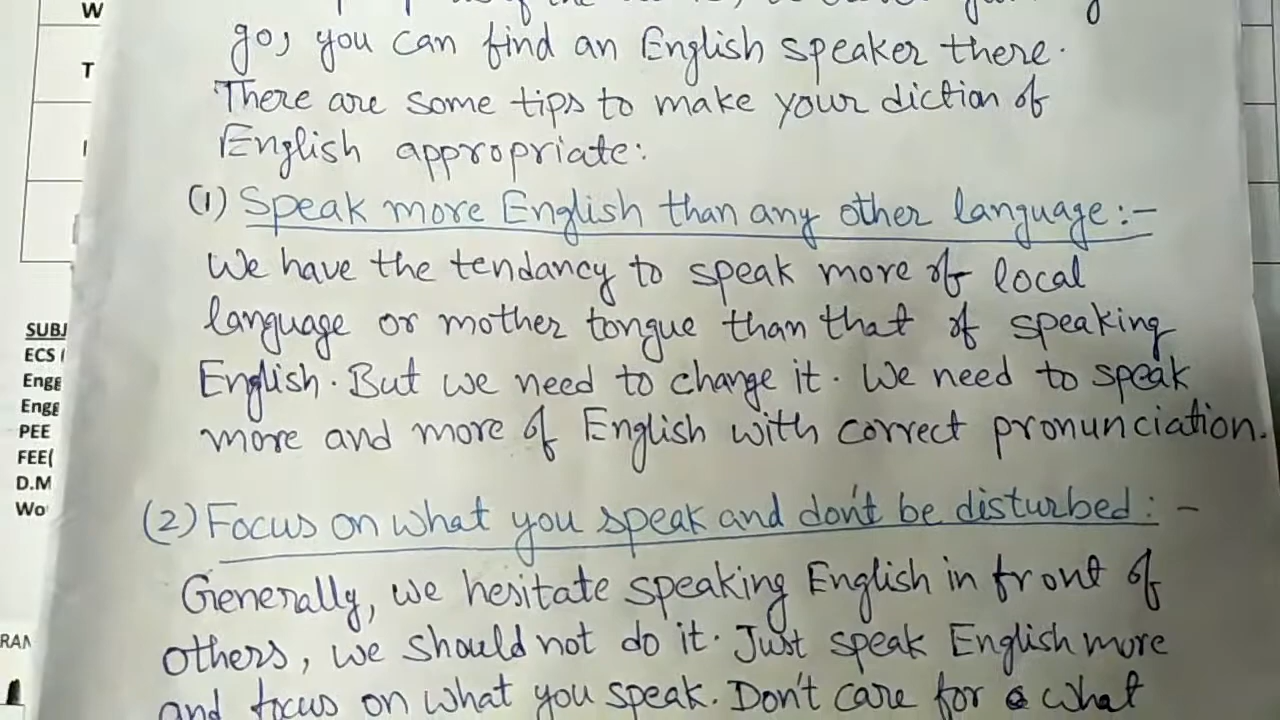 W
T
go, you can find an English speaker there.
There are some tips to make your diction of
English appropriate:
(1) Speak more English than any other language:-
We have the tendancy to speak more of local
language or mother tongue than that of speaking
English. But we need to change it. We need to speak
more and more of English with correct pronunciation.
(2) Focus on what you speak and don't be disturbed: -
Generally, we hesitate speaking English in front of
others, we should not do it. Just speak English more
and focus on what you speak. Don't care for what
SUBJ
ECS
Engg
Engg
PEE
FEE(
D.M
Wo
RAN